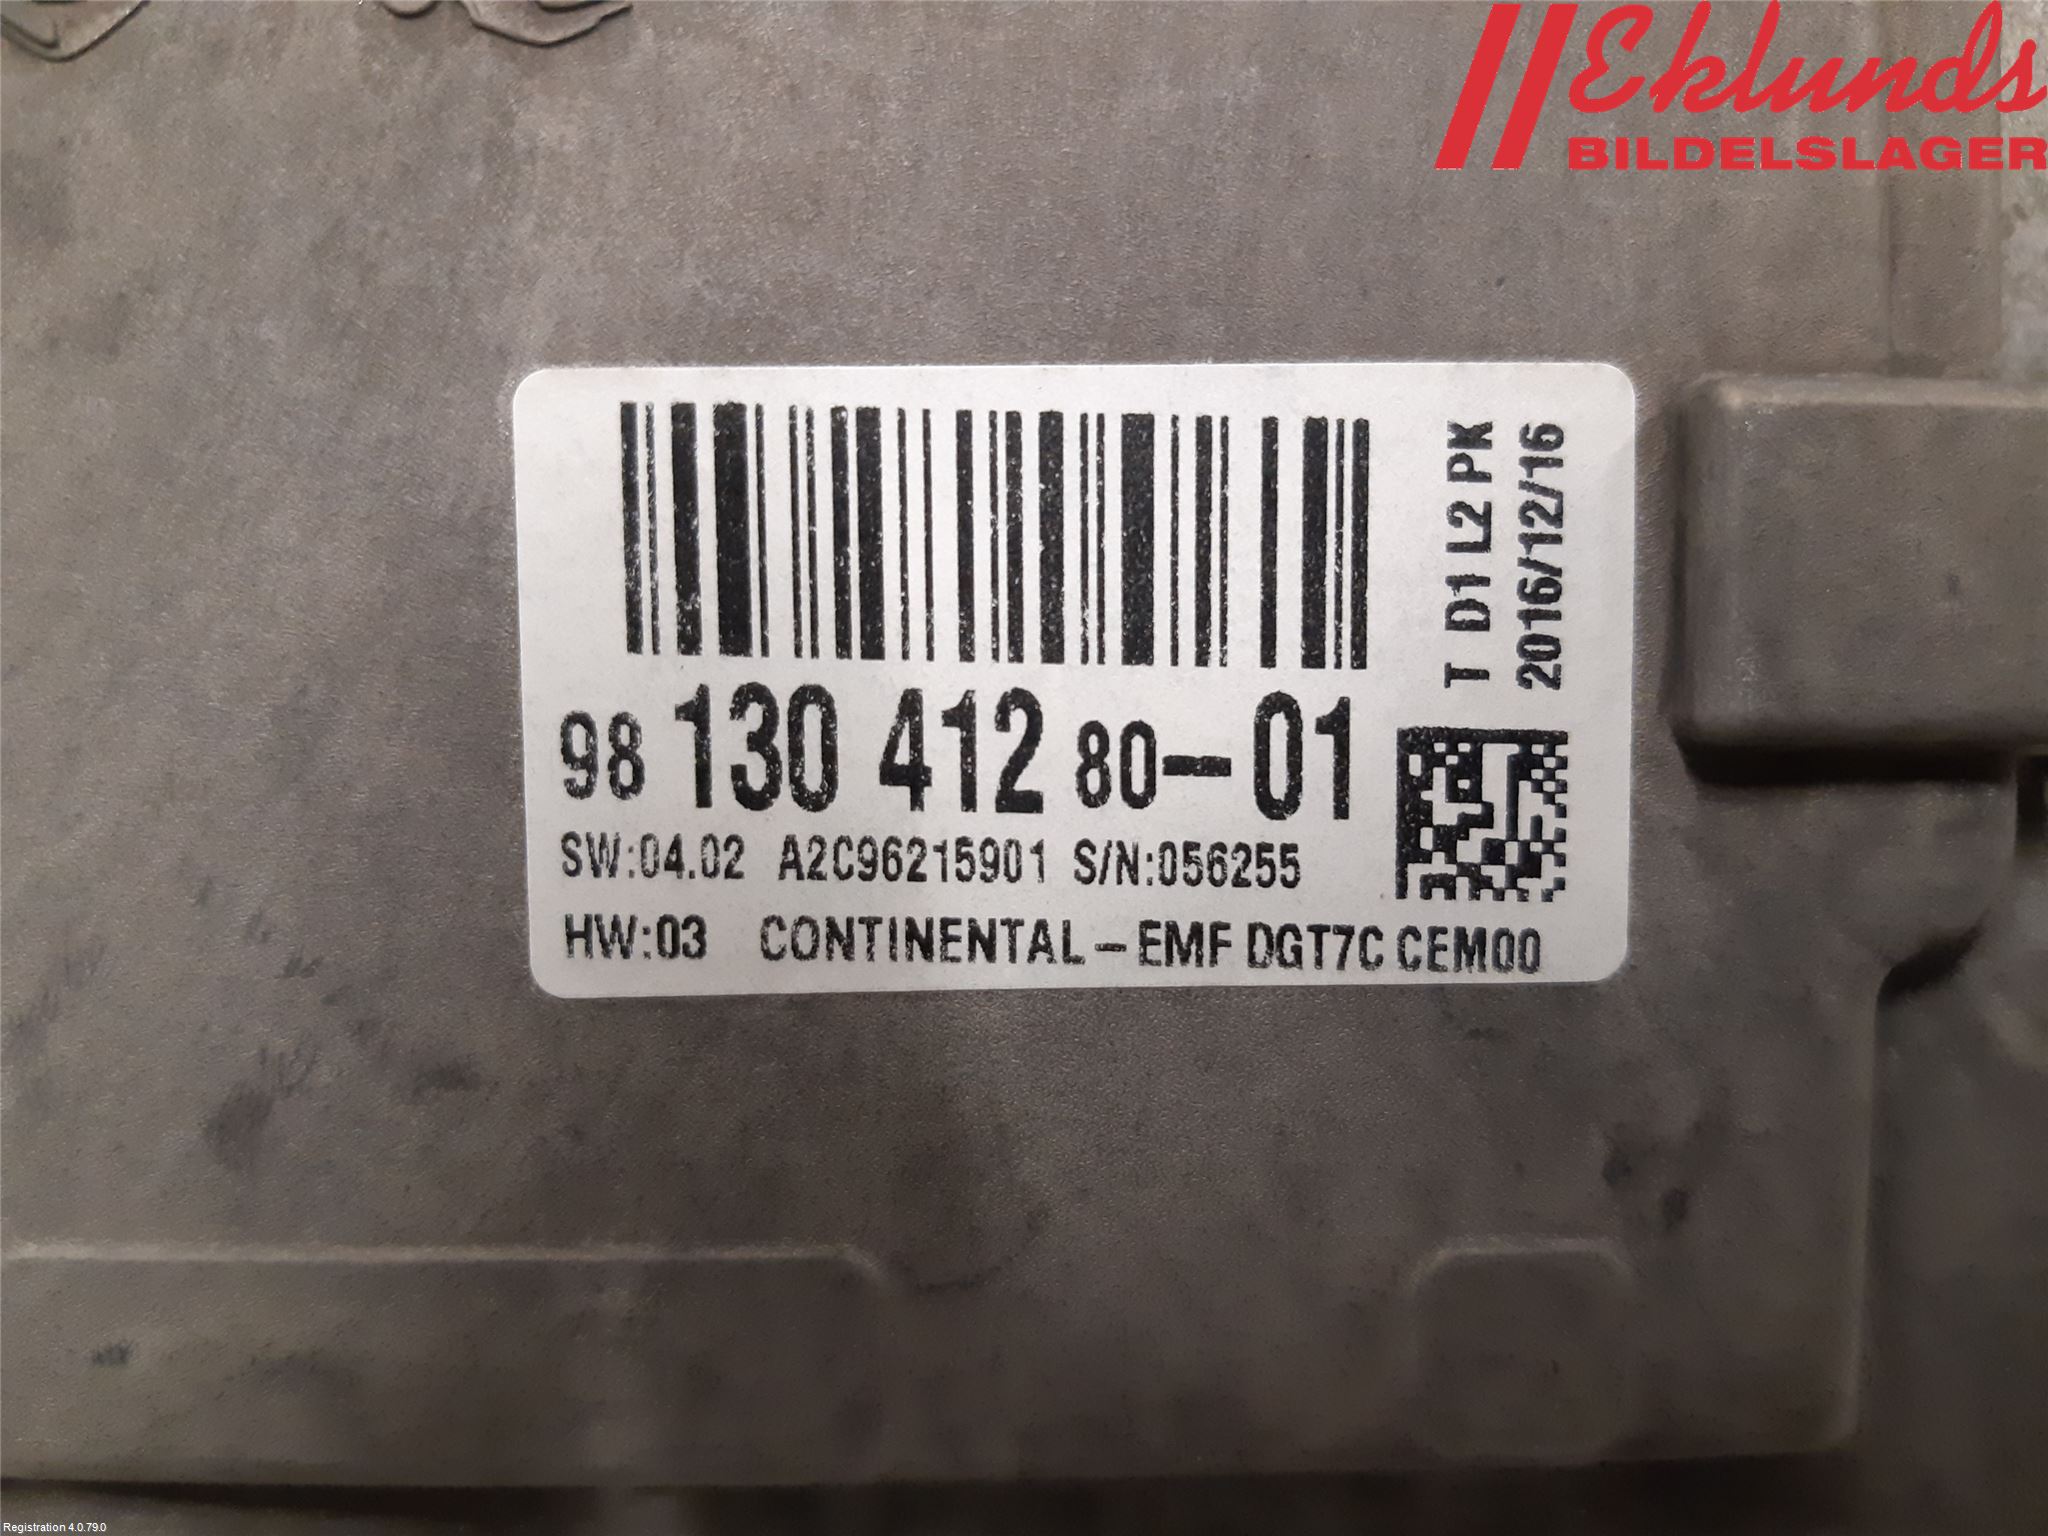 Eklunds
BILDELSLAGER
T D1 L2 PK
2016/12/16
98 130 412 80-01
SW:04.02 A2C96215901 S/N:056255
HW:03 CONTINENTAL-EMF DGT7C CEM00
Registration 4.0.79.0